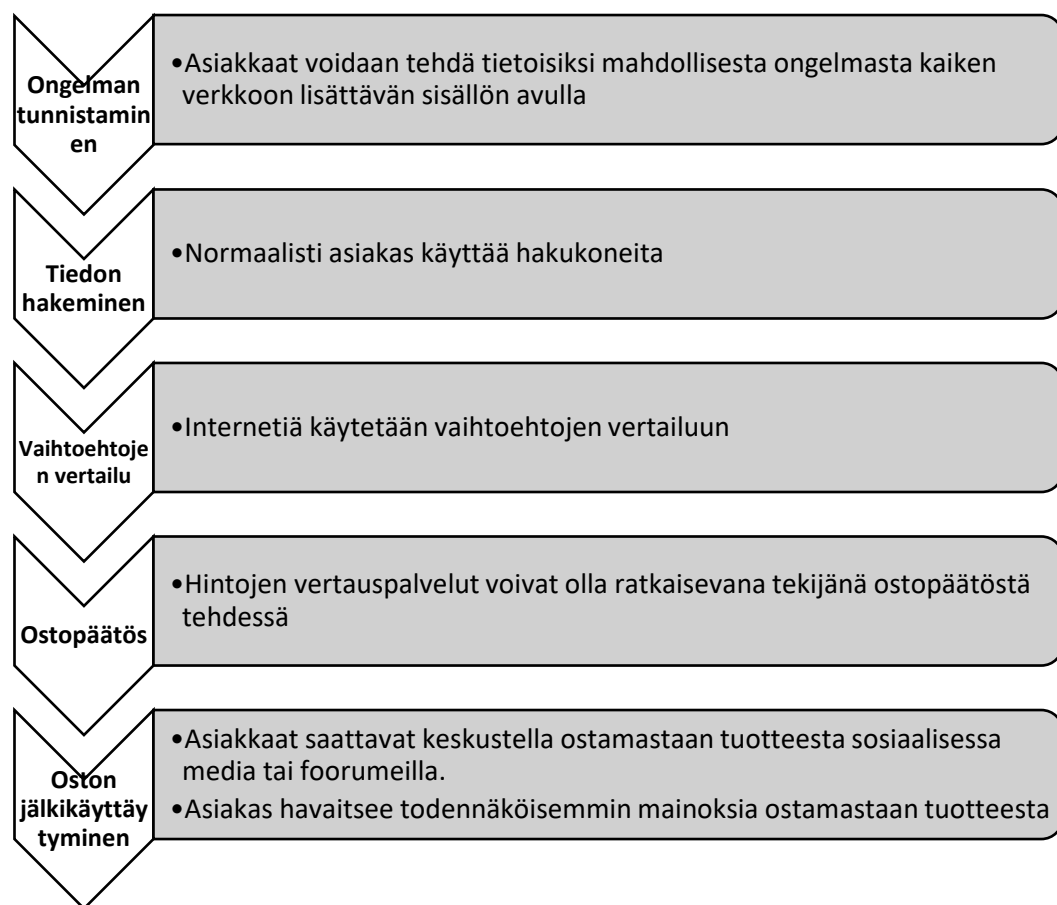 Ongelman
tunnistamin
en
•Asiakkaat voidaan tehdä tietoisiksi mahdollisesta ongelmasta kaiken
verkkoon lisättävän sisällön avulla
Tiedon
hakeminen
•Normaalisti asiakas käyttää hakukoneita
Vaihtoehtoje
n vertailu
•Internetiä käytetään vaihtoehtojen vertailuun
Ostopäätös
•Hintojen vertauspalvelut voivat olla ratkaisevana tekijänä ostopäätöstä
tehdessä
Oston
jälkikäyttäy
tyminen
•Asiakkaat saattavat keskustella ostamastaan tuotteesta sosiaalisessa
media tai foorumeilla.
•Asiakas havaitsee todennäköisemmin mainoksia ostamastaan tuotteesta